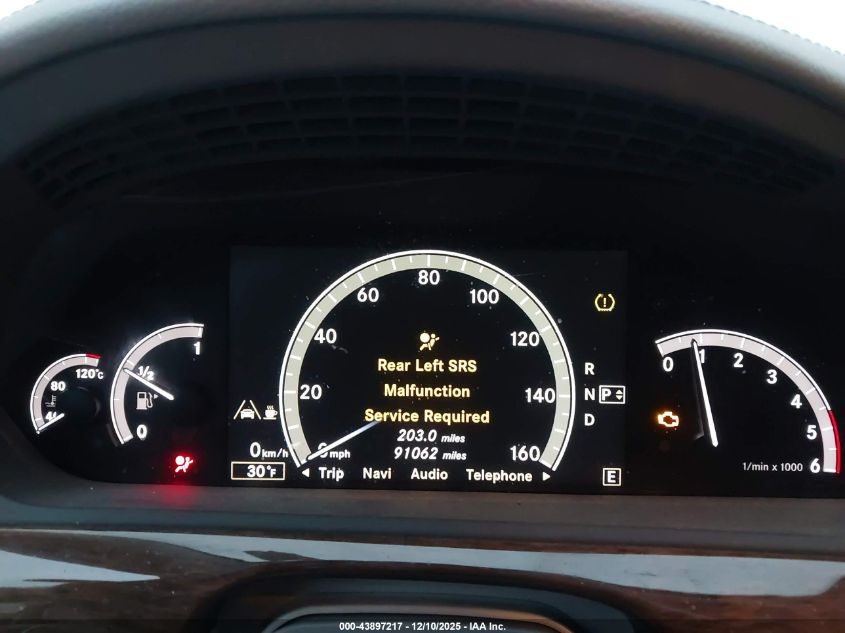 80
60
100
40
120
20
140
0 mph
160
Rear Left SRS
Malfunction
Service Required
203.0 miles
91062 miles
Trip Navi Audio Telephone
0 km/h
30°F
120°C
80
1
1/2
0
R
N P
D
E
0 1 2 3 4 5 6
1/min x 1000
000-43897217 - 12/10/2025 - IAA Inc.